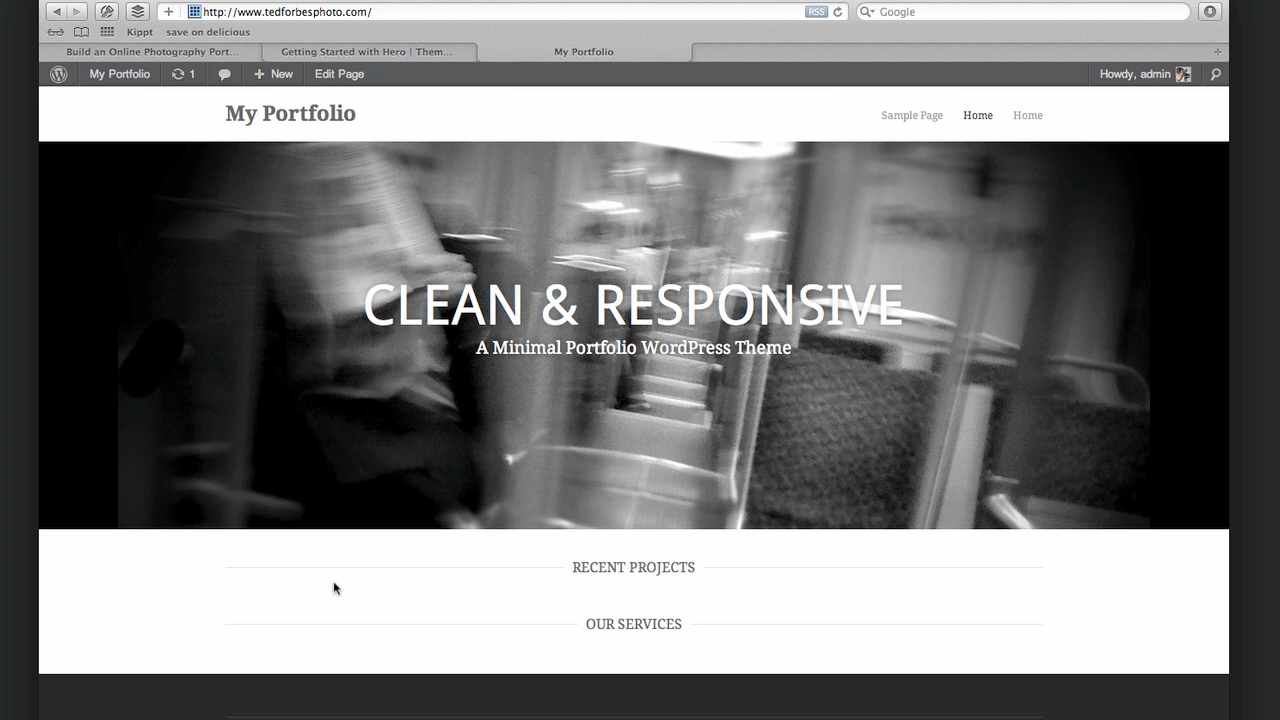 http://www.tedforbesphoto.com/
RSS
Google
Kippt
save on delicious
Build an Online Photography Port...
Getting Started with Hero | Them...
My Portfolio
My Portfolio
1
New
Edit Page
Howdy, admin
My Portfolio
Sample Page
Home
Home
CLEAN & RESPONSIVE
A Minimal Portfolio WordPress Theme
RECENT PROJECTS
OUR SERVICES